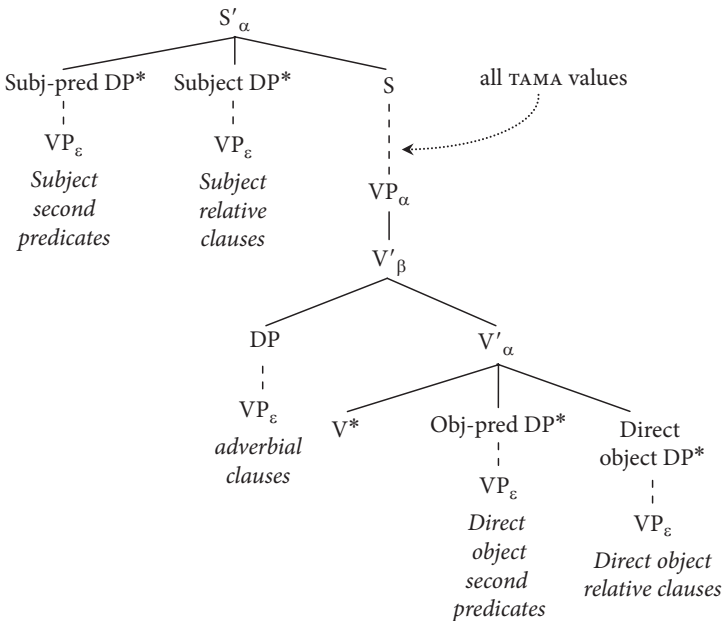 S′α
Subj-pred DP* Subject DP* S all TAMA values
VPε VPε
Subject Subject
second relative
predicates clauses
VPα
V′β
DP V′α
VPε V* Obj-pred DP* Direct
object DP*
adverbial
clauses
VPε VPε
Direct
object
second
predicates
Direct object
relative clauses